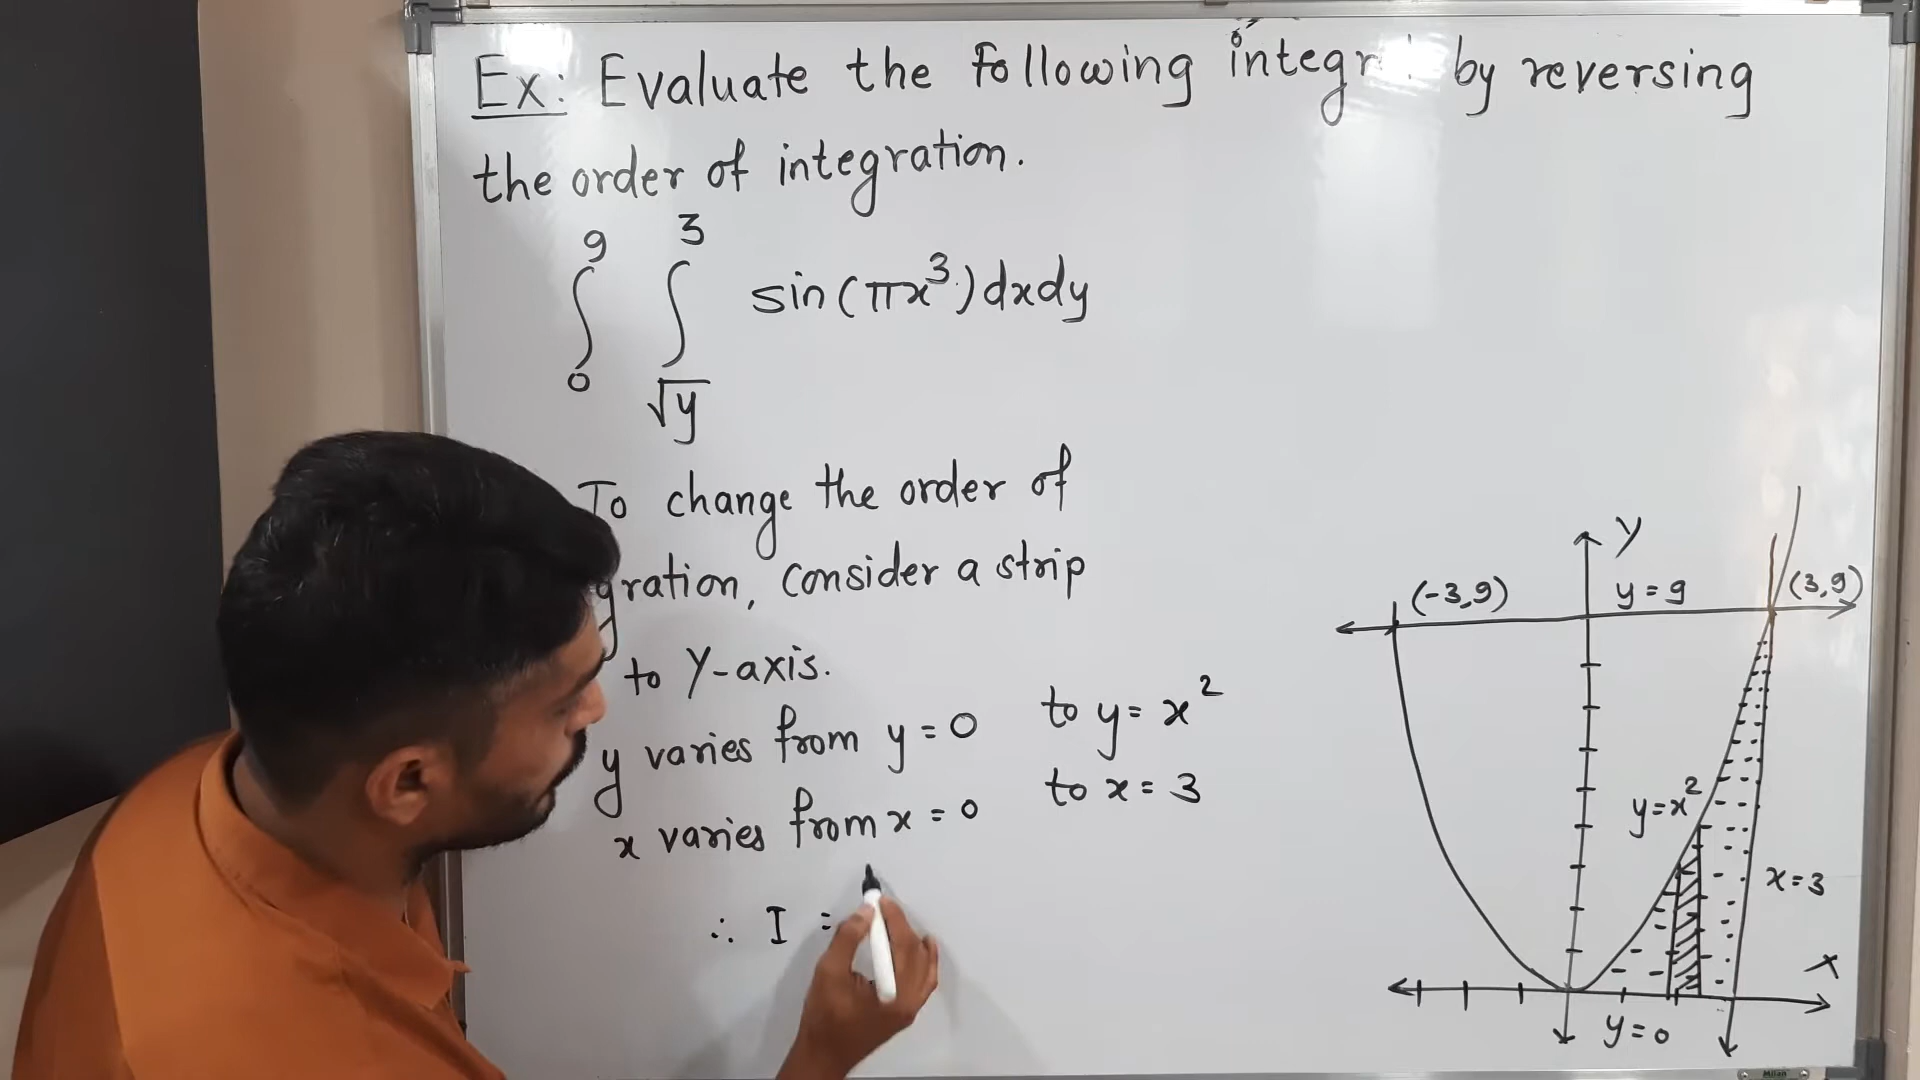 Ex: Evaluate the following by reversing
the order of integration.
9 3
∫ ∫ sin(πx³)dxdy
0 √y
To change the order of
gration, consider a strip
to Y-axis.
y varies from y = 0 to y = x²
x varies from x = 0 to x = 3
∴ I =
Y
(-3,9) y = 9 (3,9)
y=x²
x=3
X
y=0